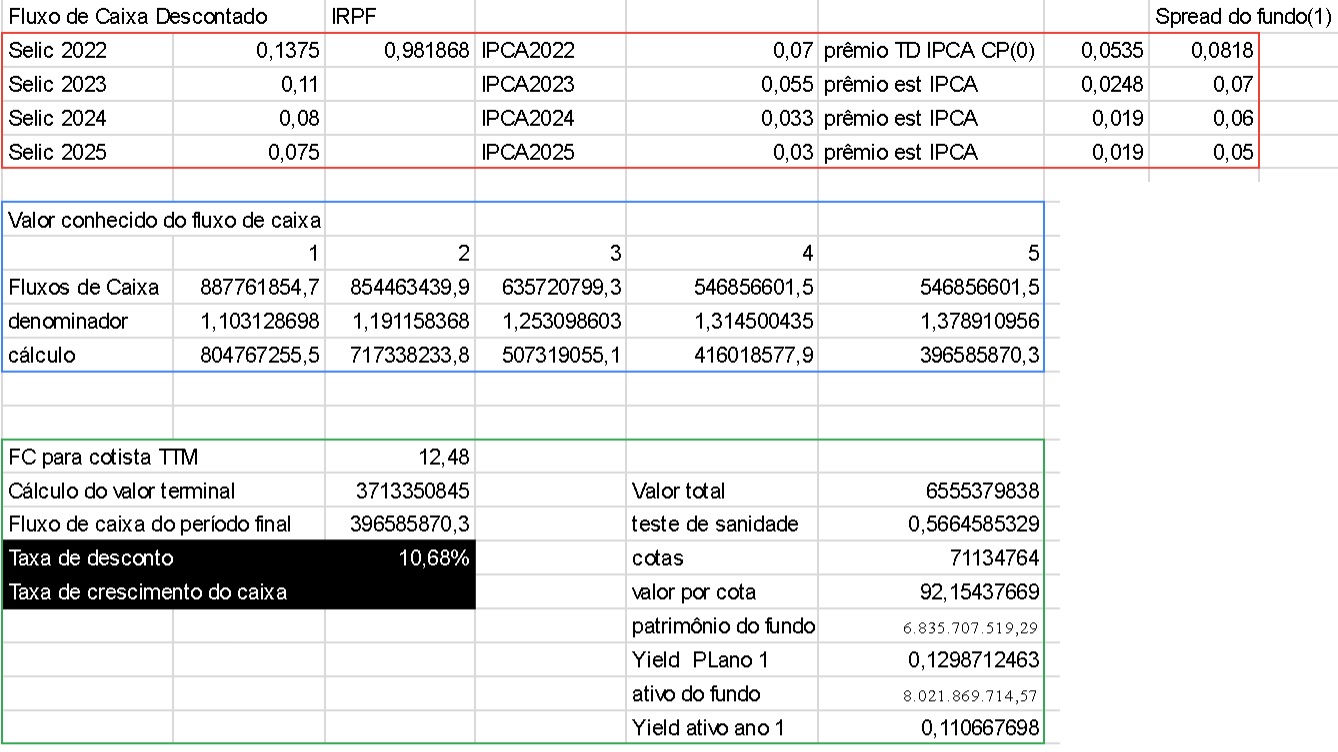 Fluxo de Caixa Descontado IRPF Spread do fundo(1)
Selic 2022 0,1375 0,981868 IPCA2022 0,07 prêmio TD IPCA CP(0) 0,0535 0,0818
Selic 2023 0,11 IPCA2023 0,055 prêmio est IPCA 0,0248 0,07
Selic 2024 0,08 IPCA2024 0,033 prêmio est IPCA 0,019 0,06
Selic 2025 0,075 IPCA2025 0,03 prêmio est IPCA 0,019 0,05
Valor conhecido do fluxo de caixa
1 2 3 4 5
Fluxos de Caixa 887761854,7 854463439,9 635720799,3 546856601,5 546856601,5
denominador 1,103128698 1,191158368 1,253098603 1,314500435 1,378910956
cálculo 804767255,5 717338233,8 507319055,1 416018577,9 396585870,3
FC para cotista TTM 12,48
Cálculo do valor terminal 3713350845 Valor total 6555379838
Fluxo de caixa do período final 396585870,3 teste de sanidade 0,5664585329
Taxa de desconto 10,68% cotas 71134764
Taxa de crescimento do caixa valor por cota 92,15437669
patrimônio do fundo 6.835.707.519,29
Yield PLano 1 0,1298712463
ativo do fundo 8.021.869.714,57
Yield ativo ano 1 0,110667698